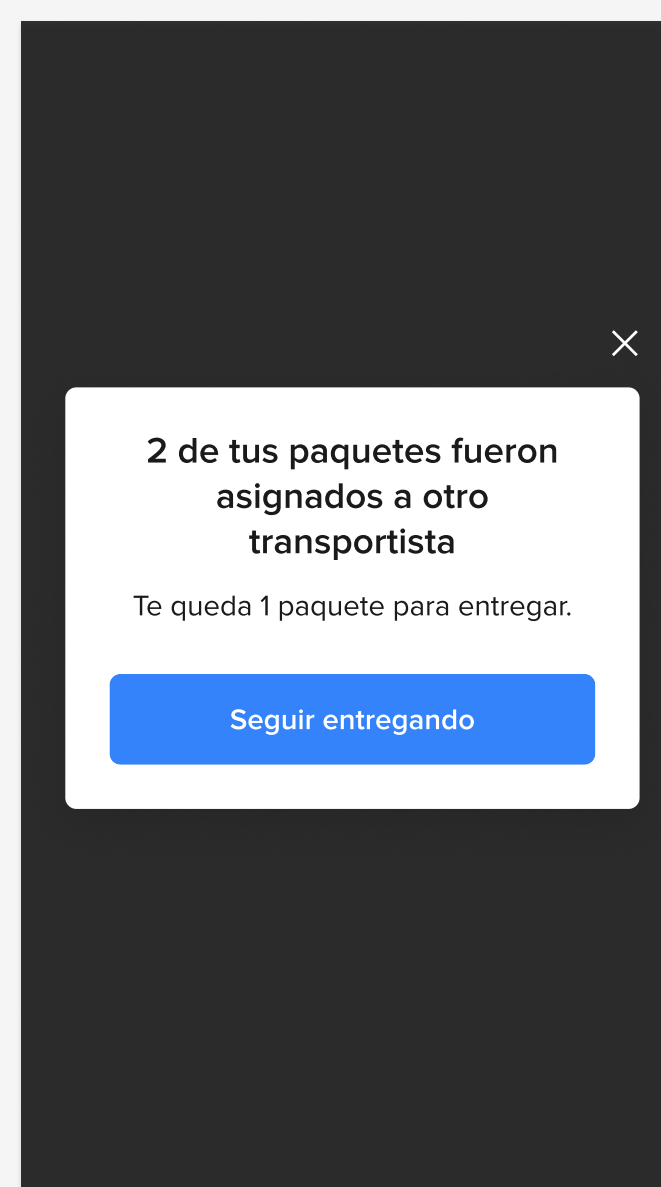 2 de tus paquetes fueron
asignados a otro
transportista
Te queda 1 paquete para entregar.
Seguir entregando